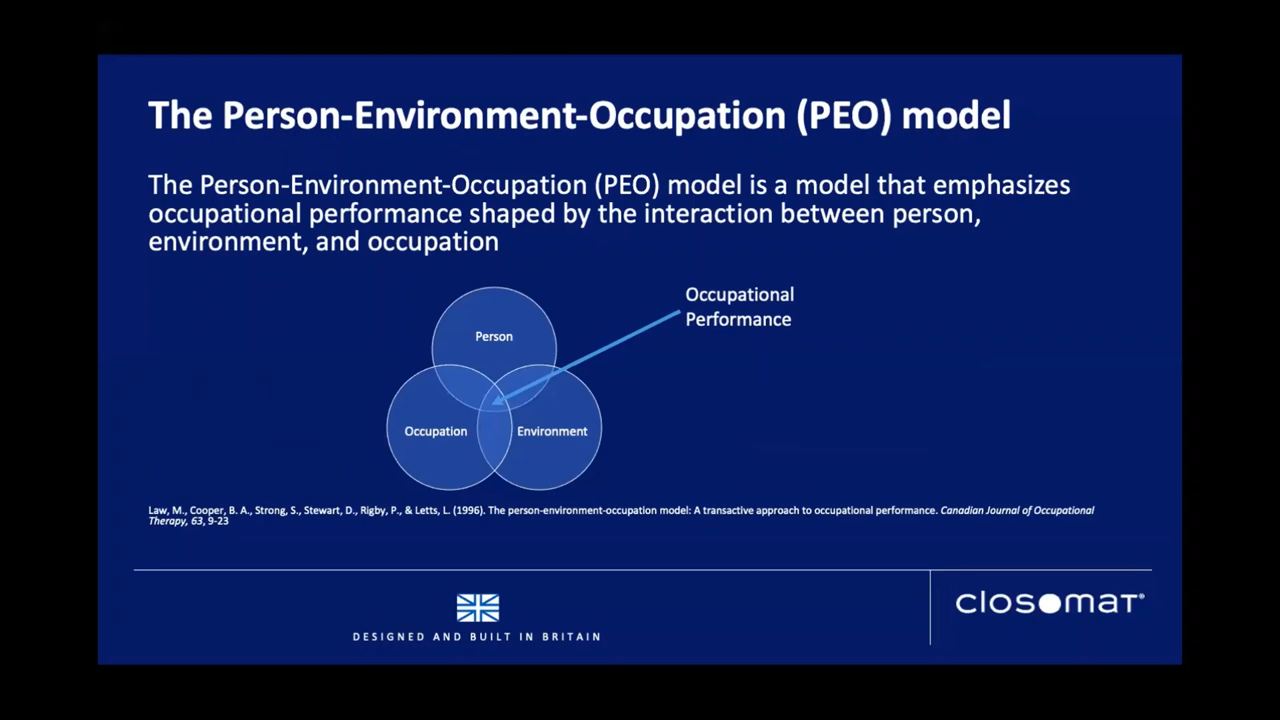 The Person-Environment-Occupation (PEO) model
The Person-Environment-Occupation (PEO) model is a model that emphasizes
occupational performance shaped by the interaction between person,
environment, and occupation
Occupational
Performance
Person
Occupation
Environment
Law, M., Cooper, B. A., Strong, S., Stewart, D., Rigby, P., & Letts, L. (1996). The person-environment-occupation model: A transactive approach to occupational performance. Canadian Journal of Occupational
Therapy, 63, 9-23
DESIGNED AND BUILT IN BRITAIN
closomat®